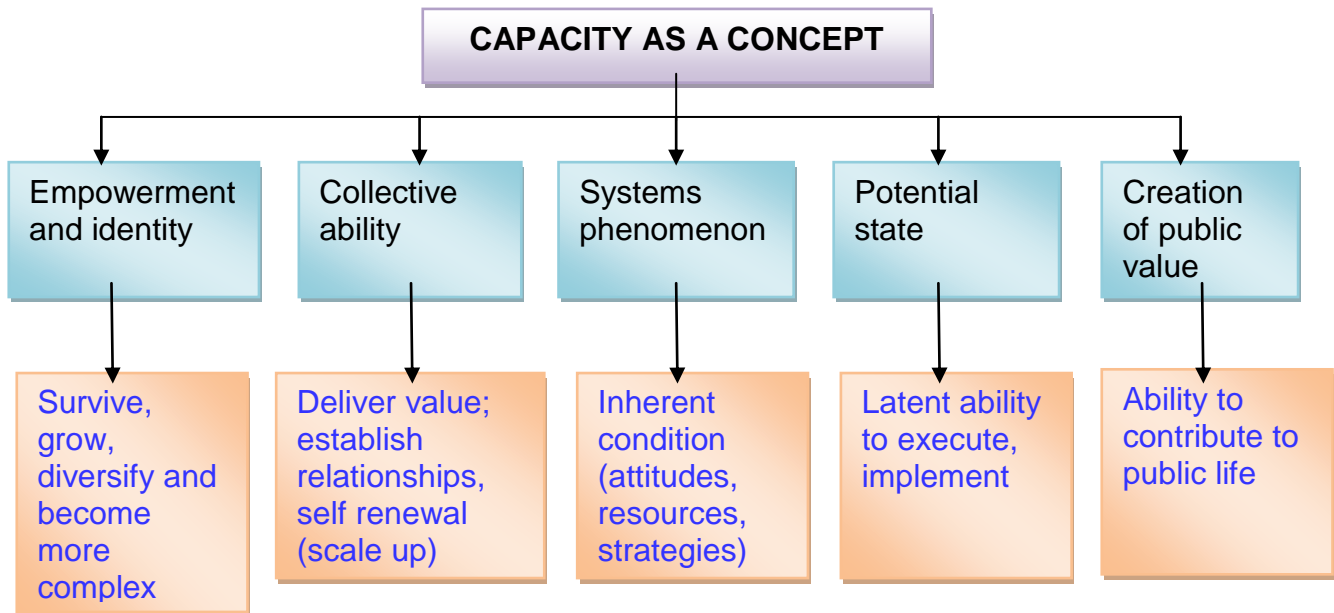 CAPACITY AS A CONCEPT
Empowerment
and identity
Collective
ability
Systems
phenomenon
Potential
state
Creation
of public
value
Survive,
grow,
diversify and
become
more
complex
Deliver value;
establish
relationships,
self renewal
(scale up)
Inherent
condition
(attitudes,
resources,
strategies)
Latent ability
to execute,
implement
Ability to
contribute to
public life